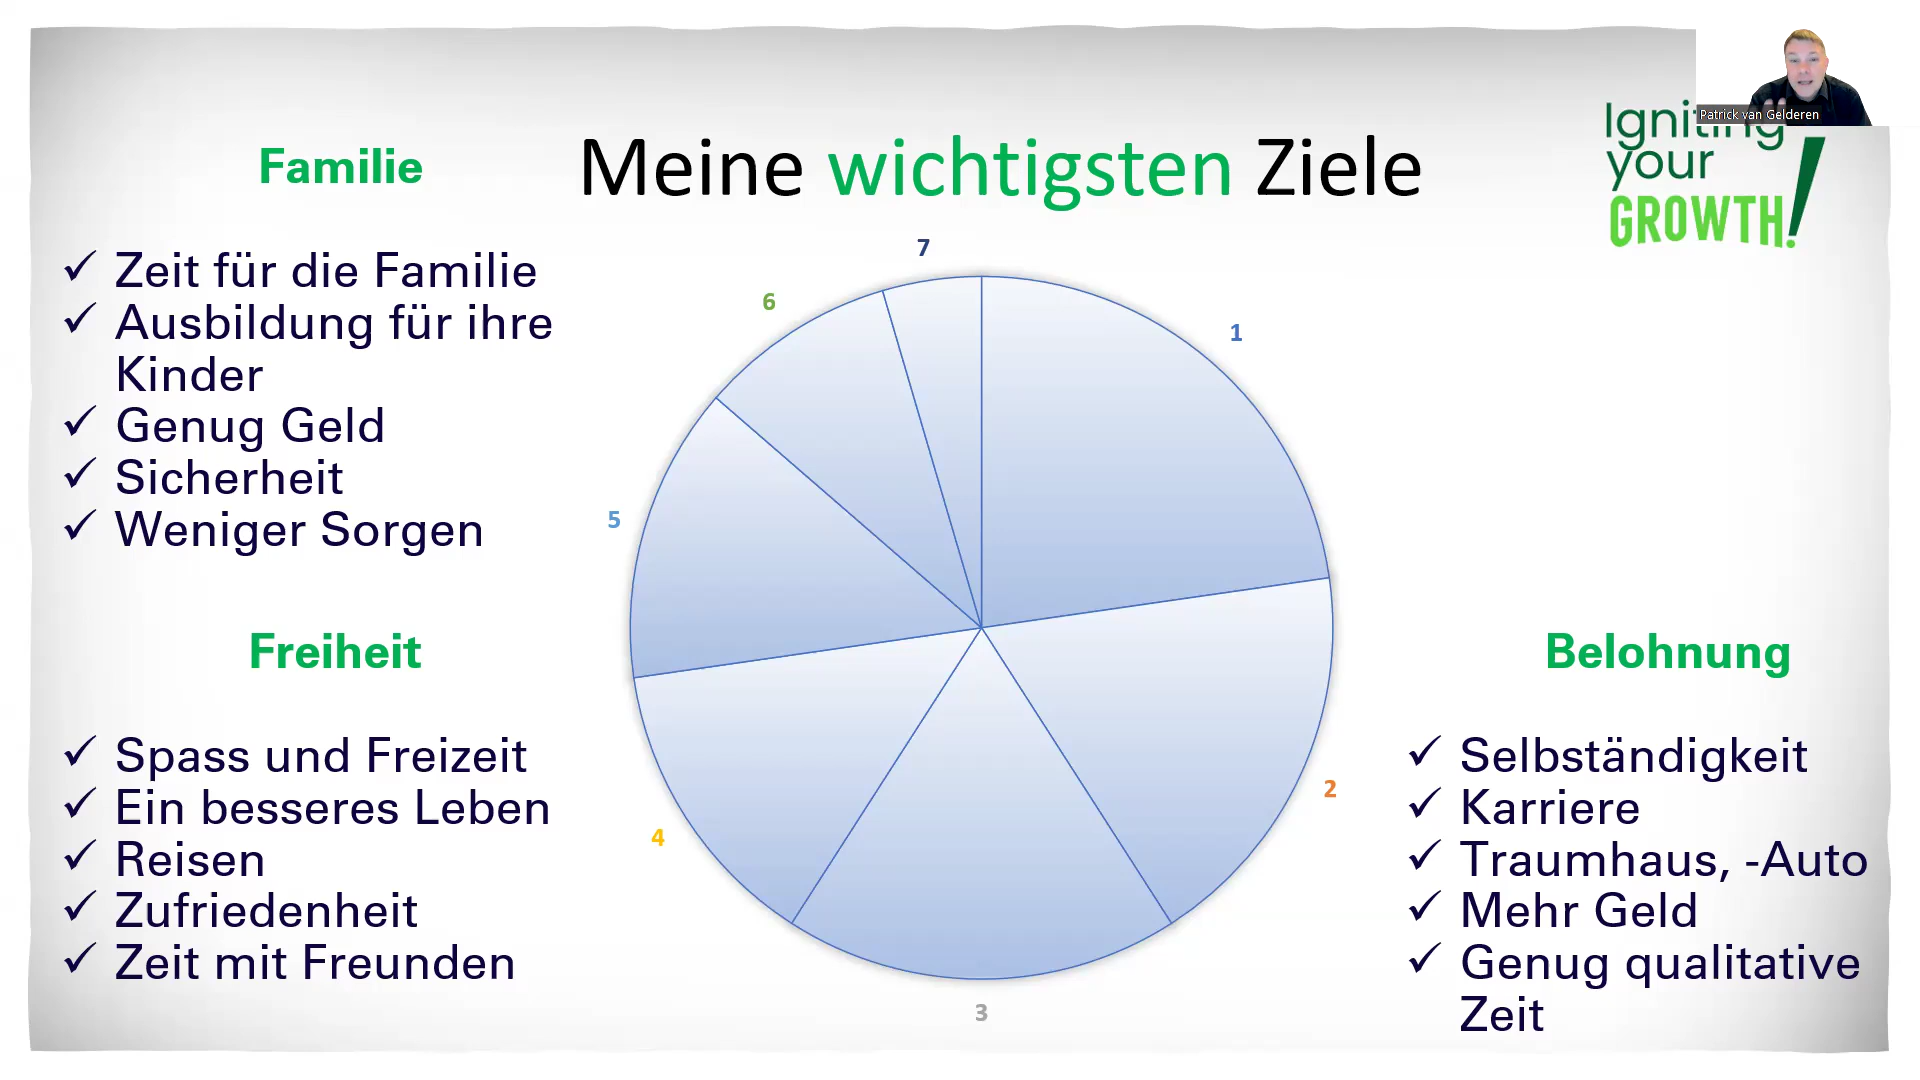 Patrick van Gelderen
Igniting
your
GROWTH!
Meine wichtigsten Ziele
Familie
✓ Zeit für die Familie
✓ Ausbildung für ihre
Kinder
✓ Genug Geld
✓ Sicherheit
✓ Weniger Sorgen
Freiheit
✓ Spass und Freizeit
✓ Ein besseres Leben
✓ Reisen
✓ Zufriedenheit
✓ Zeit mit Freunden
7
6
1
5
2
4
3
Belohnung
✓ Selbständigkeit
✓ Karriere
✓ Traumhaus, -Auto
✓ Mehr Geld
✓ Genug qualitative
Zeit